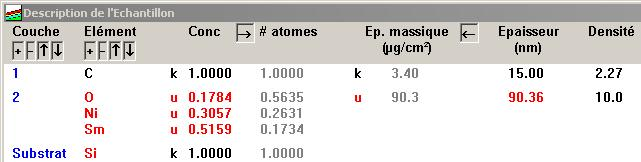 Description de l'Echantillon
Couche Elément Conc → # atomes Ep. massique ← Epaisseur Densité
+ − ↑ ↓ + − ↑ ↓ (µg/cm²) (nm)
1 C k 1.0000 1.0000 k 3.40 15.00 2.27
2 O u 0.1784 0.5635 u 90.3 90.36 10.0
Ni u 0.3057 0.2631
Sm u 0.5159 0.1734
Substrat Si k 1.0000 1.0000